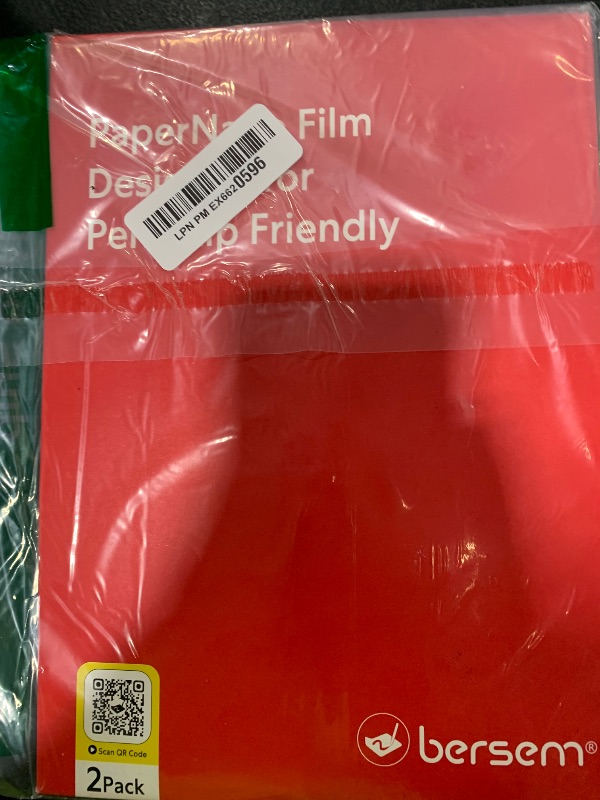 Film
Friendly
LPN PM EX6620596
Scan QR Code
2Pack
bersem®